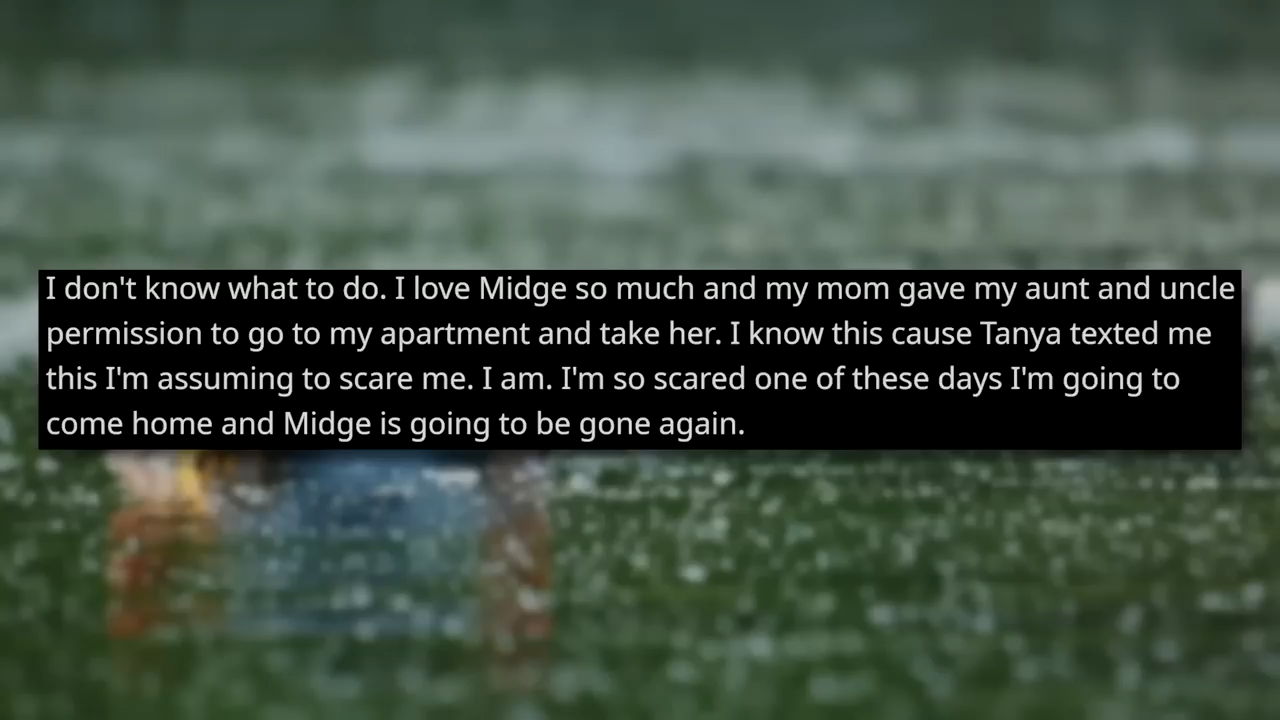 I don't know what to do. I love Midge so much and my mom gave my aunt and uncle
permission to go to my apartment and take her. I know this cause Tanya texted me
this I'm assuming to scare me. I am. I'm so scared one of these days I'm going to
come home and Midge is going to be gone again.